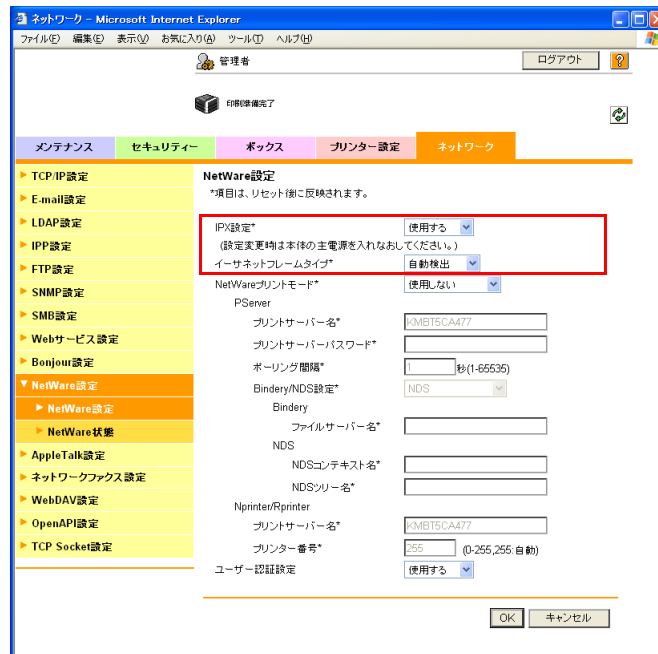 ネットワーク - Microsoft Internet Explorer
ファイル(F) 編集(E) 表示(V) お気に入り(A) ツール(T) ヘルプ(H)
管理者
ログアウト
?
印刷準備完了
メンテナンス セキュリティー ボックス プリンター設定 ネットワーク
TCP/IP設定
E-mail設定
LDAP設定
IPP設定
FTP設定
SNMP設定
SMB設定
Webサービス設定
Bonjour設定
NetWare設定
NetWare設定
NetWare状態
AppleTalk設定
ネットワークファクス設定
WebDAV設定
OpenAPI設定
TCP Socket設定
NetWare設定
*項目は、リセット後に反映されます。
IPX設定* 使用する
(設定変更時は本体の主電源を入れなおしてください。)
イーサネットフレームタイプ* 自動検出
NetWareプリントモード* 使用しない
PServer
プリントサーバー名* KMBT5CA477
プリントサーバーパスワード*
ポーリング間隔* 1 秒(1-65535)
Bindery/NDS設定* NDS
Bindery
ファイルサーバー名*
NDS
NDSコンテキスト名*
NDSツリー名*
Nprinter/Rprinter
プリントサーバー名* KMBT5CA477
プリンター番号* 255 (0-255,255:自動)
ユーザー認証設定 使用する
OK キャンセル